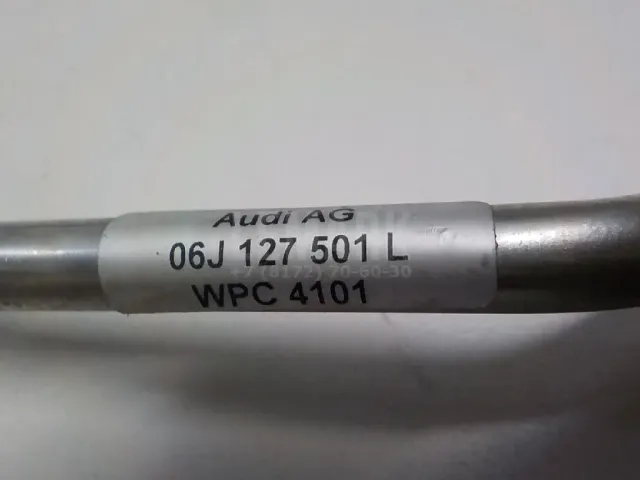 Audi AG
06J 127 501 L
+7 (8172) 70-60-30
WPC 4101